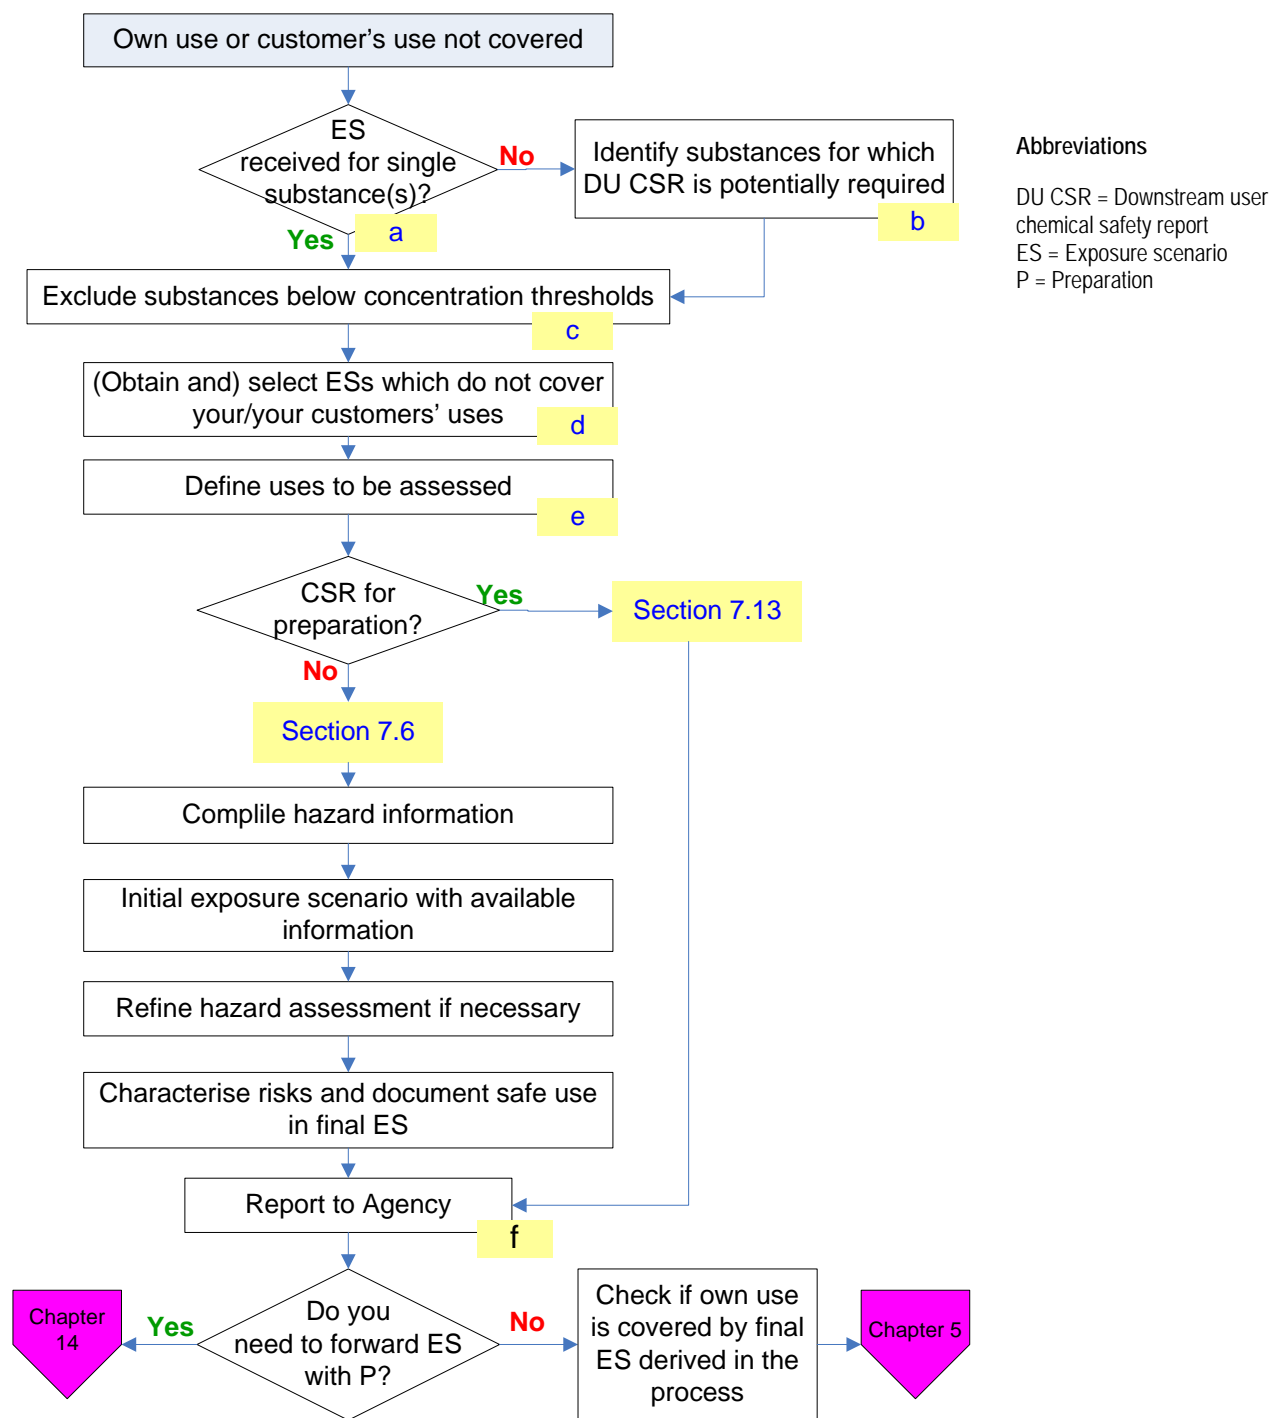 Own use or customer's use not covered
ES
received for single
substance(s)?
No
Yes
a
Identify substances for which
DU CSR is potentially required
b
Abbreviations
DU CSR = Downstream user
chemical safety report
ES = Exposure scenario
P = Preparation
Exclude substances below concentration thresholds
c
(Obtain and) select ESs which do not cover
your/your customers' uses
d
Define uses to be assessed
e
CSR for
preparation?
Yes
No
Section 7.13
Section 7.6
Complile hazard information
Initial exposure scenario with available
information
Refine hazard assessment if necessary
Characterise risks and document safe use
in final ES
Report to Agency
f
Do you
need to forward ES
with P?
Yes
Chapter
14
No
Check if own use
is covered by final
ES derived in the
process
Chapter 5